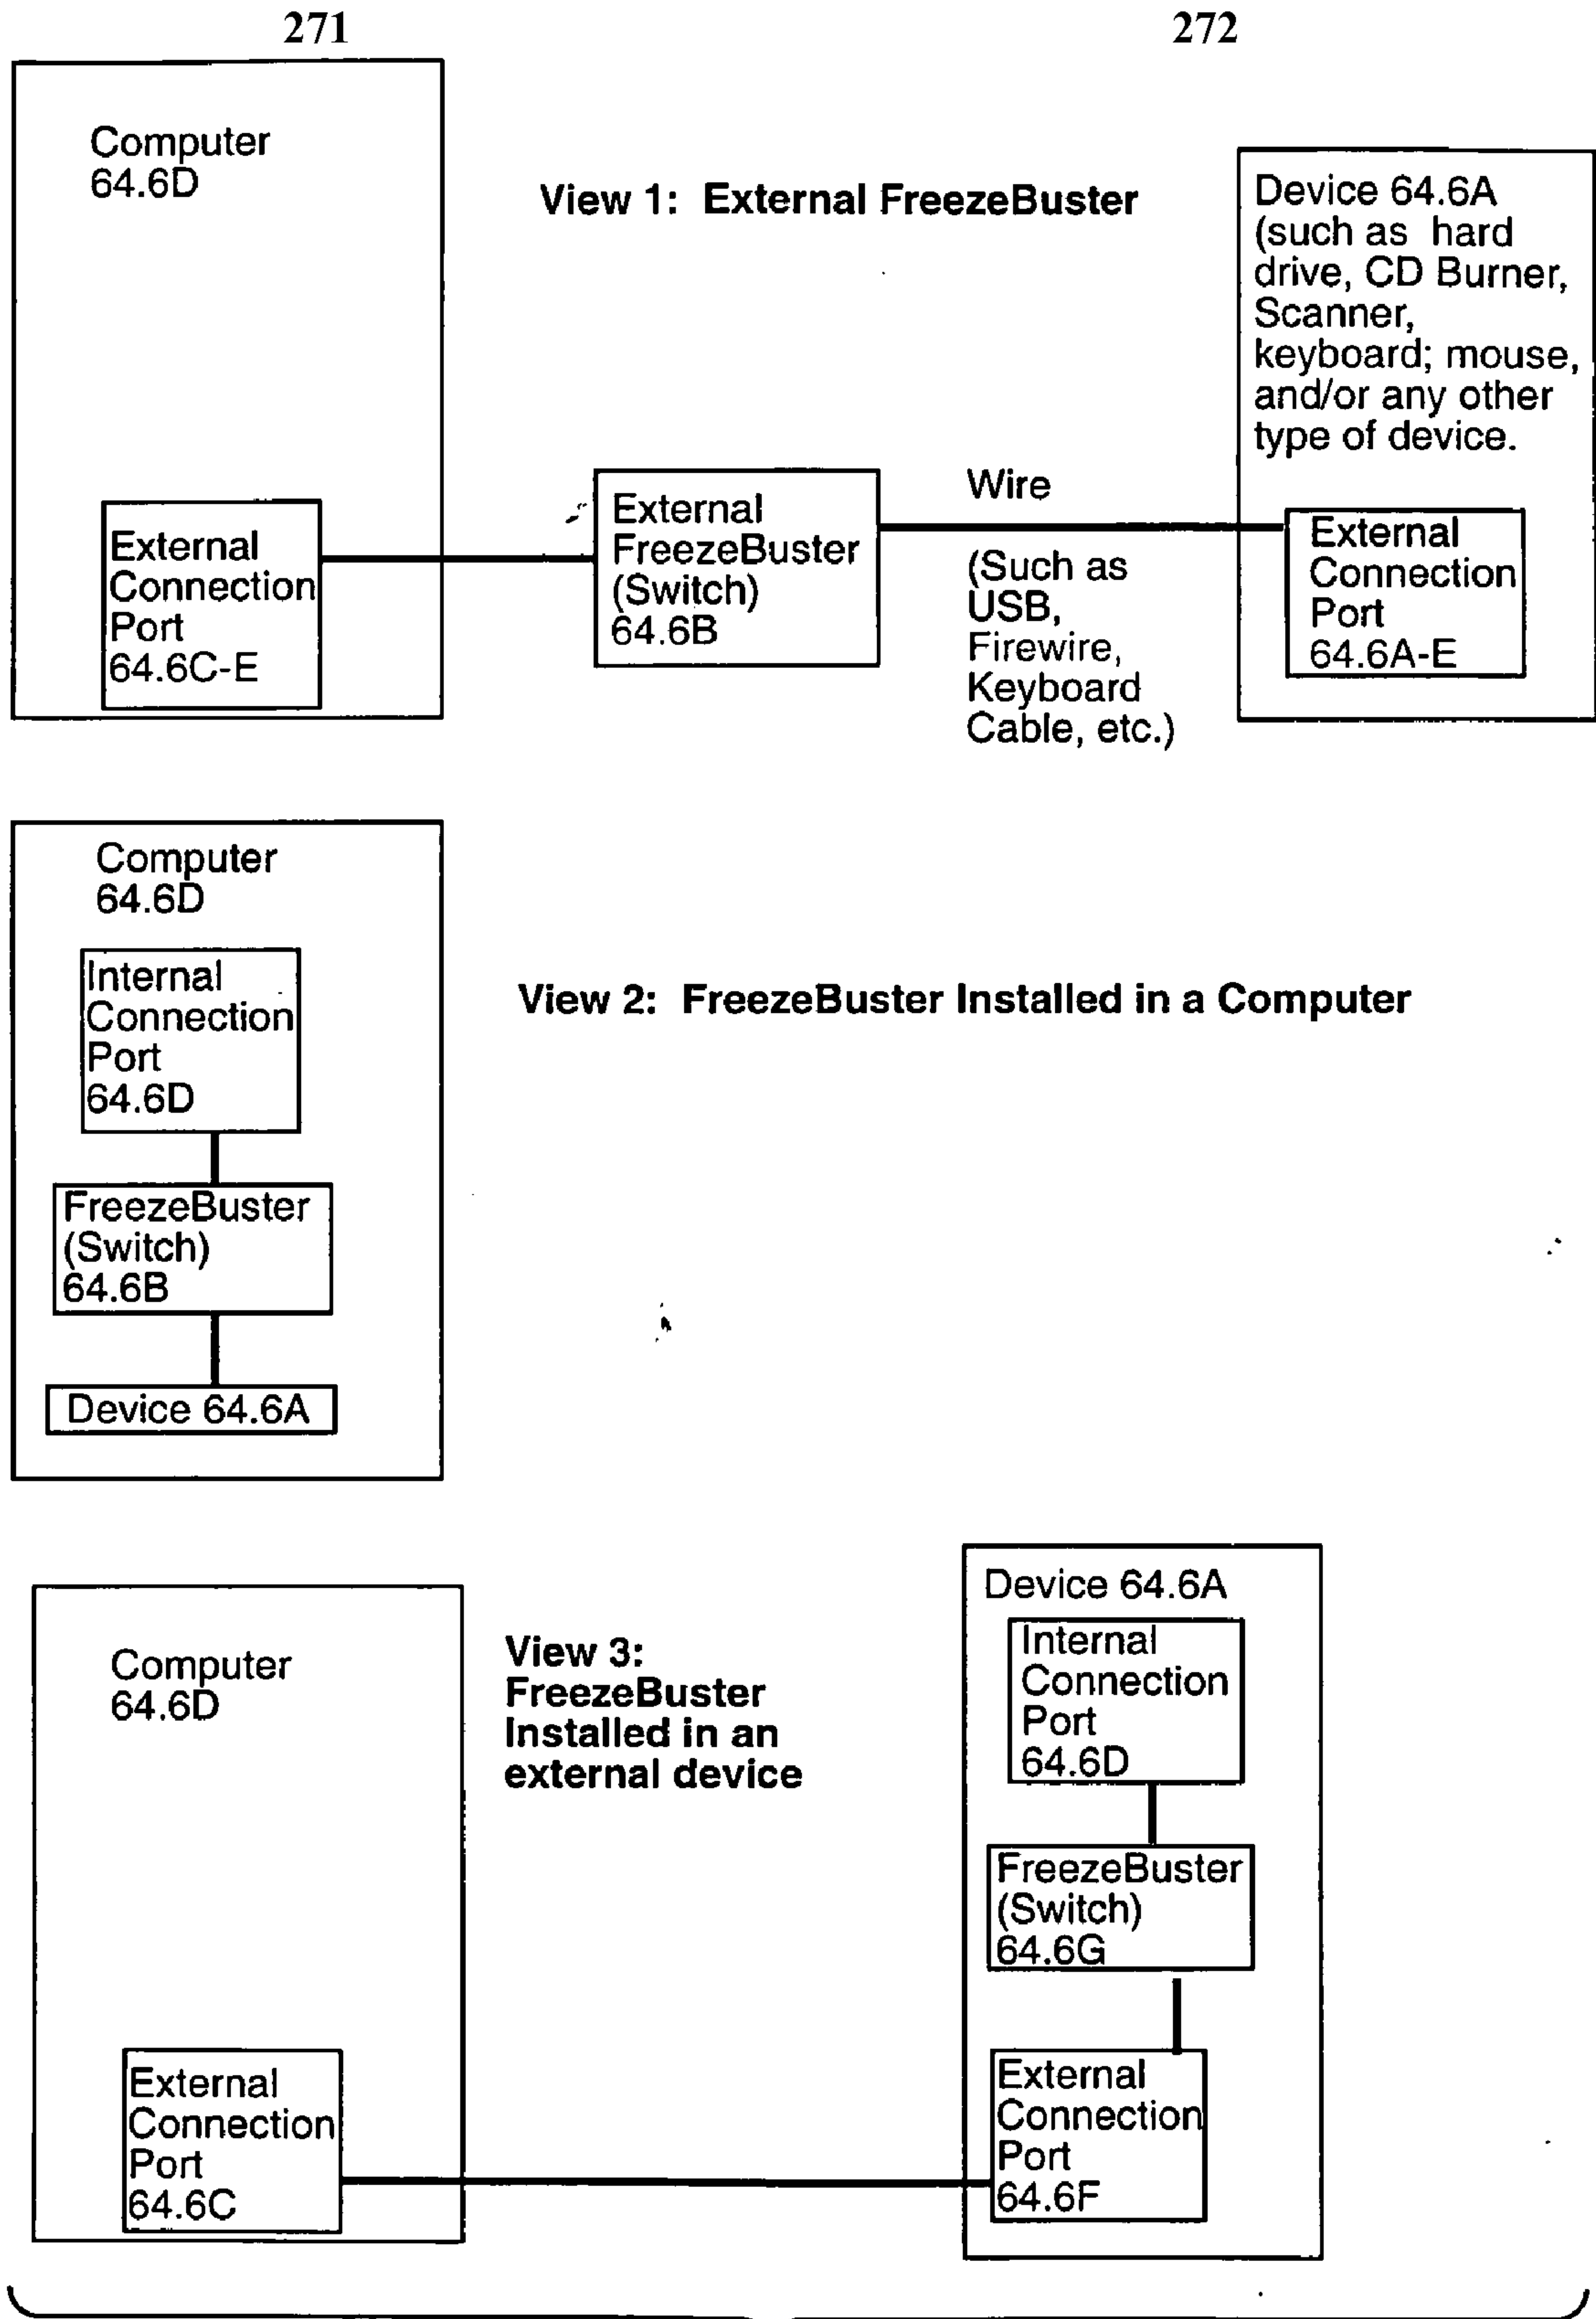 271
272
Computer
64.6D
View 1: External FreezeBuster
Device 64.6A
(such as hard
drive, CD Burner,
Scanner,
keyboard; mouse,
and/or any other
type of device.
External
Connection
Port
64.6C-E
External
FreezeBuster
(Switch)
64.6B
Wire
(Such as
USB,
Firewire,
Keyboard
Cable, etc.)
External
Connection
Port
64.6A-E
Computer
64.6D
Internal
Connection
Port
64.6D
View 2: FreezeBuster Installed in a Computer
FreezeBuster
(Switch)
64.6B
Device 64.6A
Computer
64.6D
View 3:
FreezeBuster
Installed in an
external device
Device 64.6A
Internal
Connection
Port
64.6D
FreezeBuster
(Switch)
64.6G
External
Connection
Port
64.6C
External
Connection
Port
64.6F